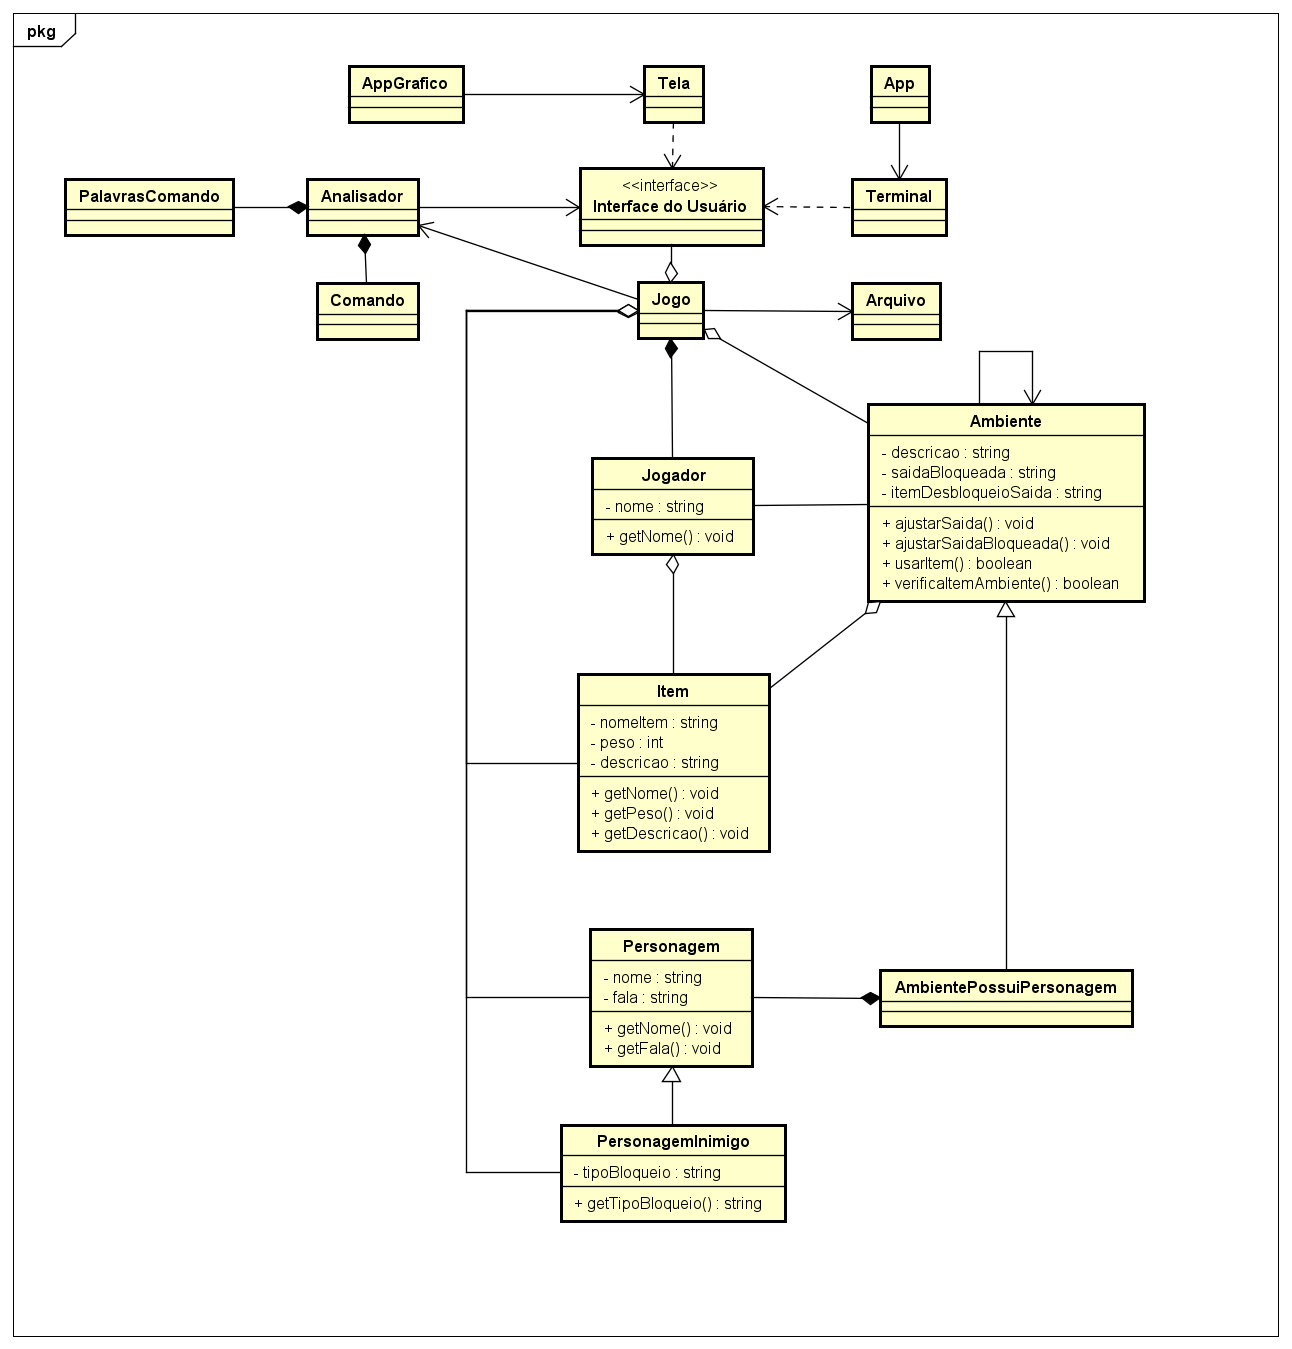 pkg
AppGrafico
Tela
App
PalavrasComando
Analisador
<<interface>>
Interface do Usuário
Terminal
Comando
Jogo
Arquivo
Ambiente
- descricao : string
- saidaBloqueada : string
- itemDesbloqueioSaida : string
+ ajustarSaida() : void
+ ajustarSaidaBloqueada() : void
+ usarItem() : boolean
+ verificaItemAmbiente() : boolean
Jogador
- nome : string
+ getNome() : void
Item
- nomeItem : string
- peso : int
- descricao : string
+ getNome() : void
+ getPeso() : void
+ getDescricao() : void
Personagem
- nome : string
- fala : string
+ getNome() : void
+ getFala() : void
AmbientePossuiPersonagem
PersonagemInimigo
- tipoBloqueio : string
+ getTipoBloqueio() : string